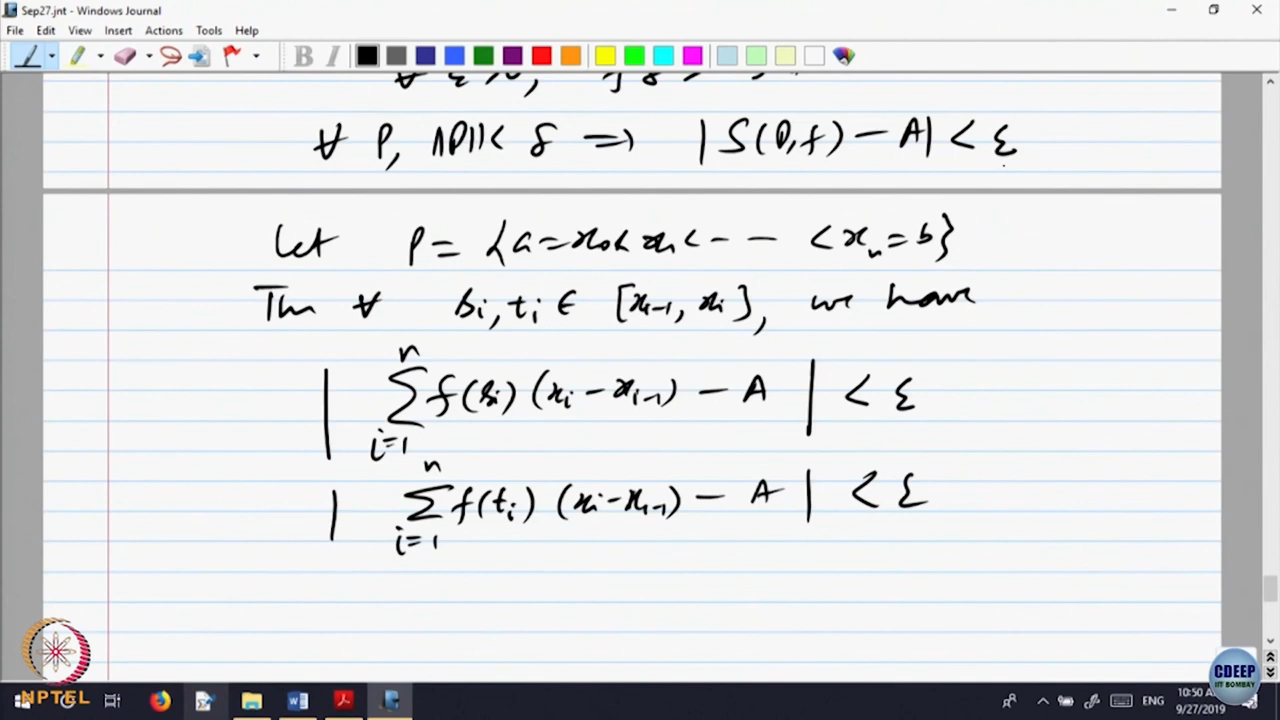 Sep27.jnt - Windows Journal
File Edit View Insert Actions Tools Help
∀ P, ||P||< δ ⇒ | S(P,f) − A| < ε
Let P = {a=x₀< x₁< - - - < xₙ = b}
Then ∀ sᵢ, tᵢ ∈ [xᵢ₋₁, xᵢ], we have
| ∑ᵢ₌₁ⁿ f(sᵢ) (xᵢ − xᵢ₋₁) − A | < ε
| ∑ᵢ₌₁ⁿ f(tᵢ) (xᵢ − xᵢ₋₁) − A | < ε
NPTEL
CDEEP
IIT BOMBAY
ENG
10:50 A
9/27/2019